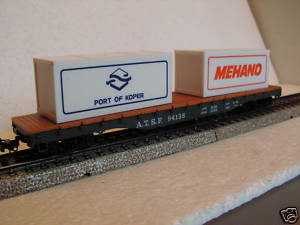 PORT OF KOPER
MEHANO
A.T.S.F. 94135